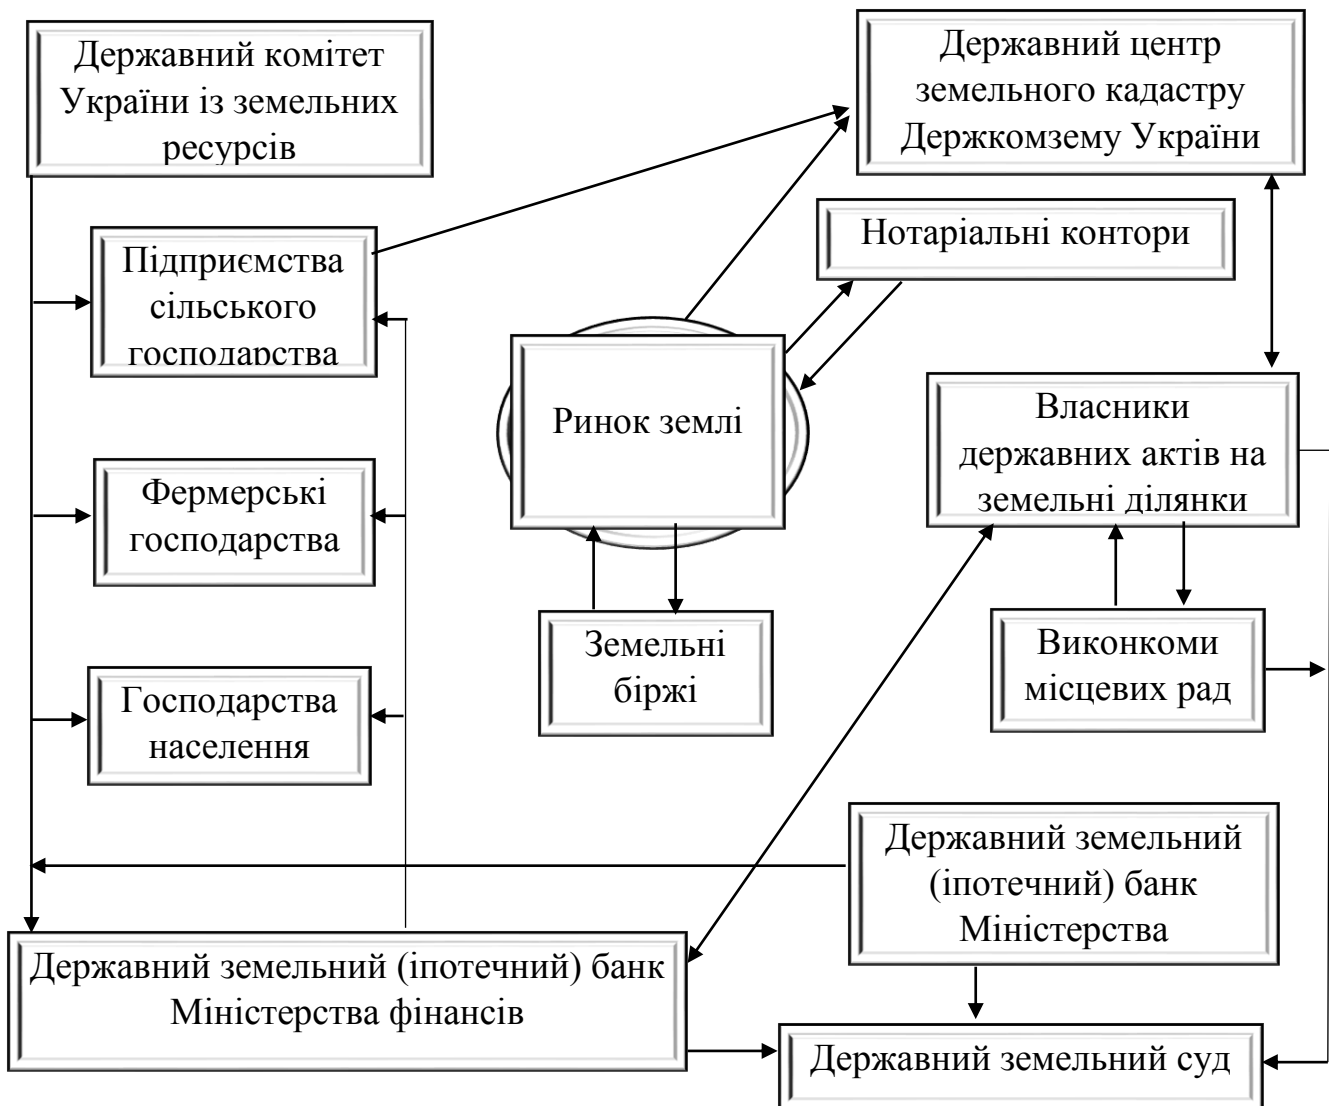 Державний комітет
України із земельних
ресурсів
Державний центр
земельного кадастру
Держкомзему України
Нотаріальні контори
Підприємства
сільського
господарства
Ринок землі
Власники
державних актів на
земельні ділянки
Фермерські
господарства
Земельні
біржі
Виконкоми
місцевих рад
Господарства
населення
Державний земельний
(іпотечний) банк
Міністерства
Державний земельний (іпотечний) банк
Міністерства фінансів
Державний земельний суд